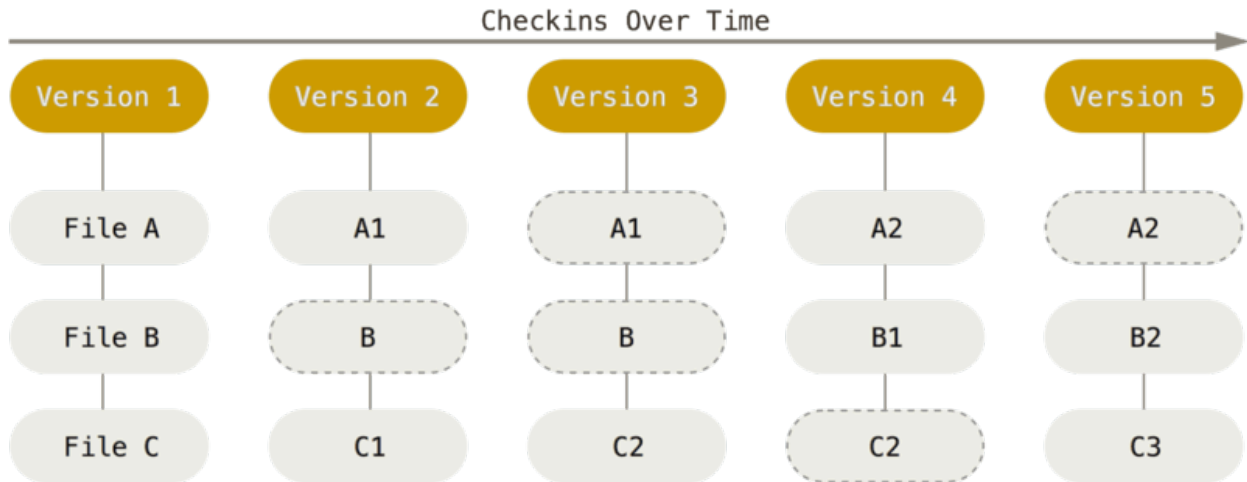 Checkins Over Time
Version 1 Version 2 Version 3 Version 4 Version 5
File A A1 A1 A2 A2
File B B B B1 B2
File C C1 C2 C2 C3